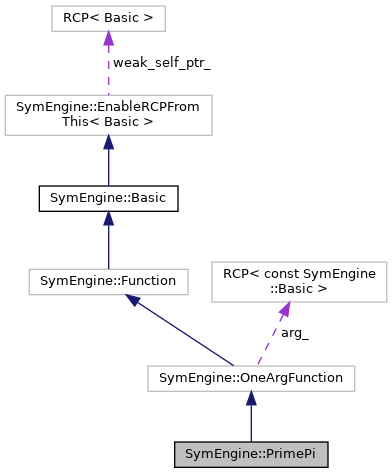 RCP< Basic >
weak_self_ptr_
SymEngine::EnableRCPFrom
This< Basic >
SymEngine::Basic
SymEngine::Function
RCP< const SymEngine
::Basic >
arg_
SymEngine::OneArgFunction
SymEngine::PrimePi